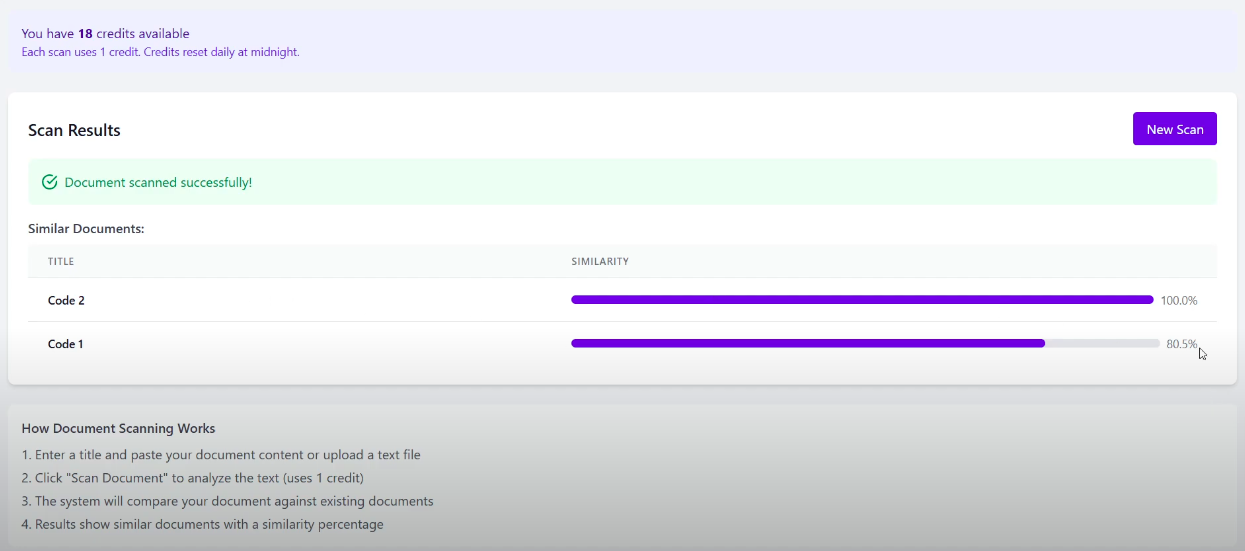 You have 18 credits available
Each scan uses 1 credit. Credits reset daily at midnight.
Scan Results
New Scan
Document scanned successfully!
Similar Documents:
TITLE SIMILARITY
Code 2 100.0%
Code 1 80.5%
How Document Scanning Works
1. Enter a title and paste your document content or upload a text file
2. Click "Scan Document" to analyze the text (uses 1 credit)
3. The system will compare your document against existing documents
4. Results show similar documents with a similarity percentage